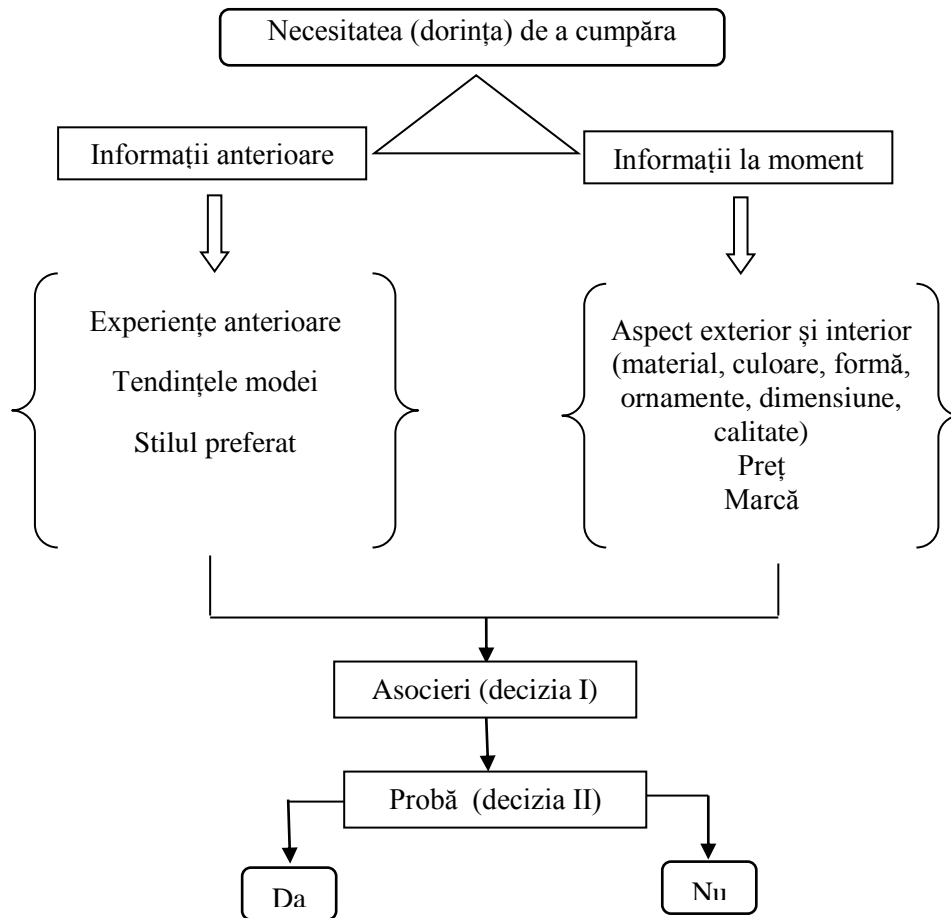 Necesitatea (dorința) de a cumpăra
Informații anterioare
Informații la moment
Experiențe anterioare
Tendințele modei
Stilul preferat
Aspect exterior și interior
(material, culoare, formă,
ornamente, dimensiune,
calitate)
Preț
Marcă
Asocieri (decizia I)
Probă (decizia II)
Da
Nu